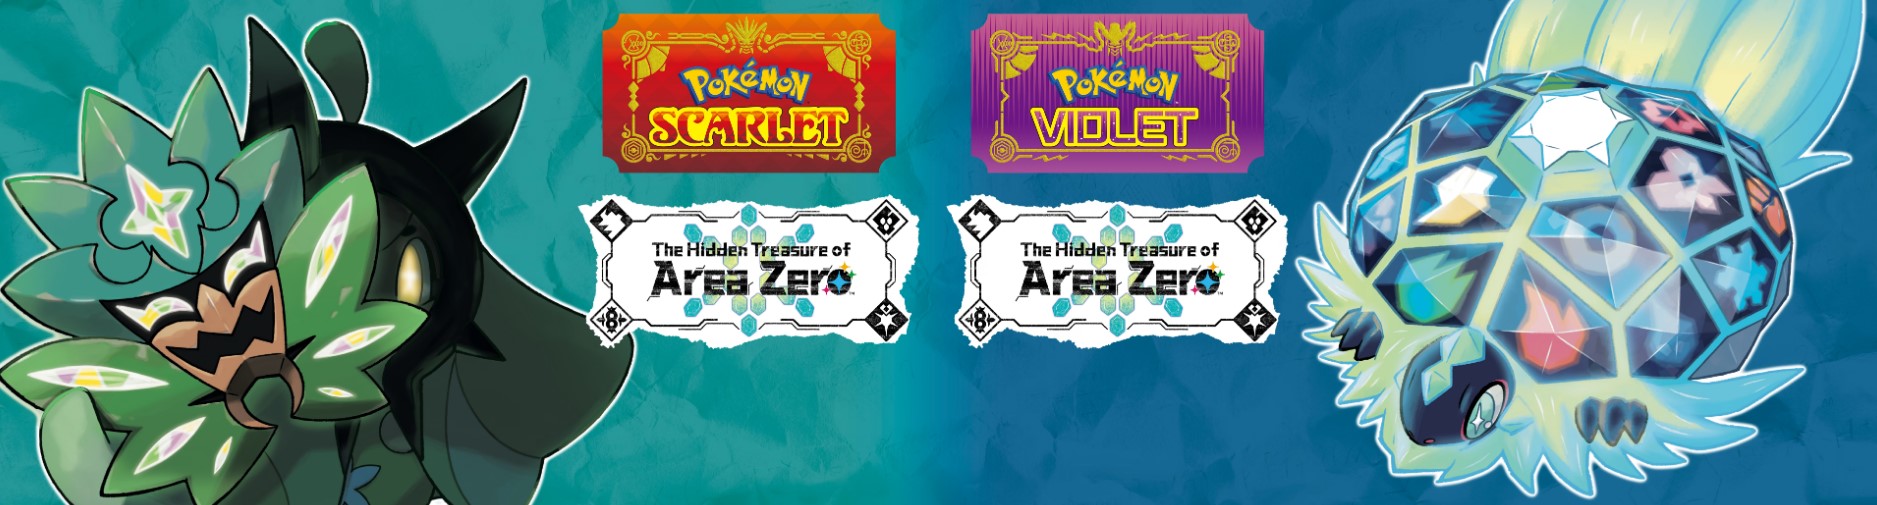 POKéMON
SCARLET
The Hidden Treasure of
Area Zero
POKéMON
VIOLET
The Hidden Treasure of
Area Zero